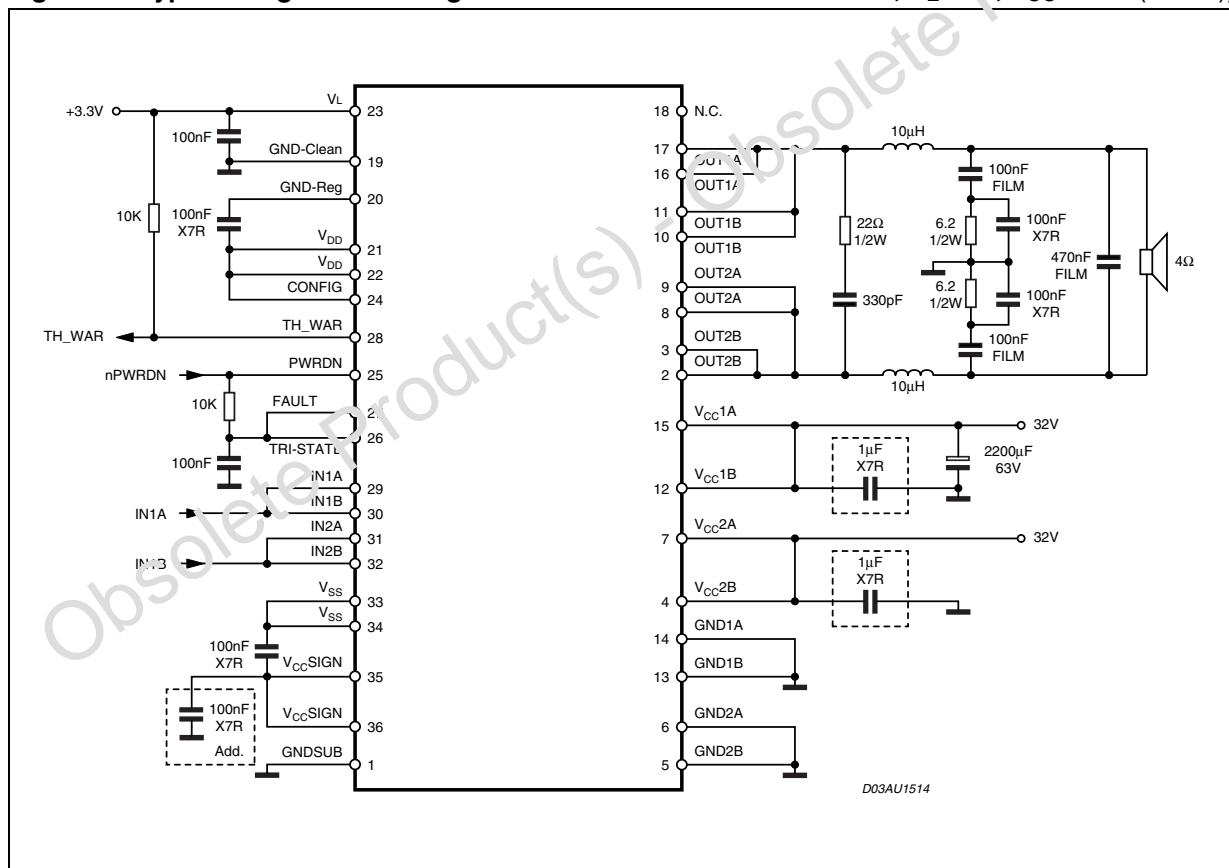 +3.3V
VL
23
100nF
GND-Clean
19
GND-Reg
20
10K
100nF
X7R
VDD
21
VDD
22
CONFIG
24
TH_WAR
TH_WAR
28
nPWRDN
PWRDN
25
10K
FAULT
26
TRI-STATE
100nF
IN1A
29
IN1B
30
IN1A
IN2A
31
IN2B
32
IN1B
VSS
33
VSS
34
100nF
X7R
VCCSIGN
35
100nF
X7R
Add.
VCCSIGN
36
GNDSUB
1
18
N.C.
17
OUT1A
16
OUT1A
11
OUT1B
10
OUT1B
OUT2A
9
OUT2A
8
OUT2B
3
OUT2B
2
10µH
22Ω
1/2W
330pF
10µH
100nF
FILM
6.2
1/2W
100nF
X7R
6.2
1/2W
100nF
X7R
100nF
FILM
470nF
FILM
4Ω
VCC1A
15
32V
1µF
X7R
2200µF
63V
VCC1B
12
VCC2A
7
32V
1µF
X7R
VCC2B
4
GND1A
14
GND1B
13
GND2A
6
GND2B
5
D03AU1514
Obsolete Product(s) - Obsolete